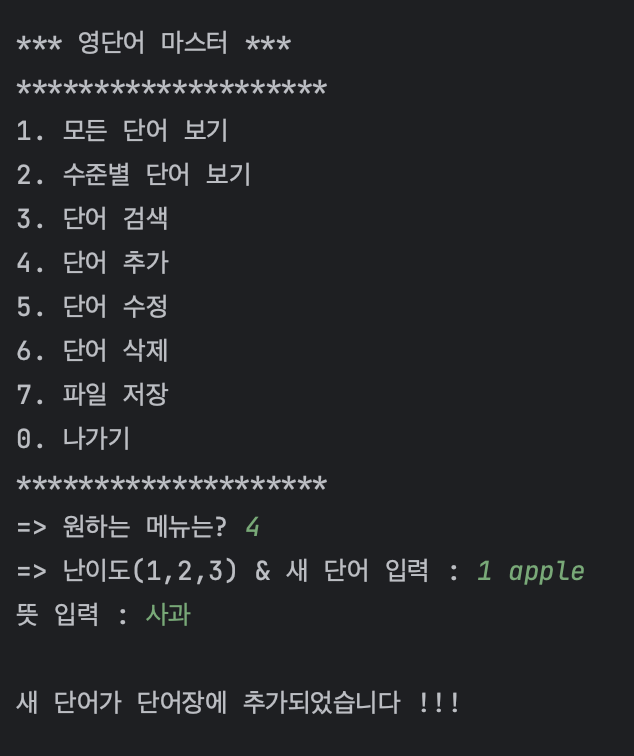 *** 영단어 마스터 ***
********************
1. 모든 단어 보기
2. 수준별 단어 보기
3. 단어 검색
4. 단어 추가
5. 단어 수정
6. 단어 삭제
7. 파일 저장
0. 나가기
********************
=> 원하는 메뉴는? 4
=> 난이도(1,2,3) & 새 단어 입력 : 1 apple
뜻 입력 : 사과
새 단어가 단어장에 추가되었습니다 !!!